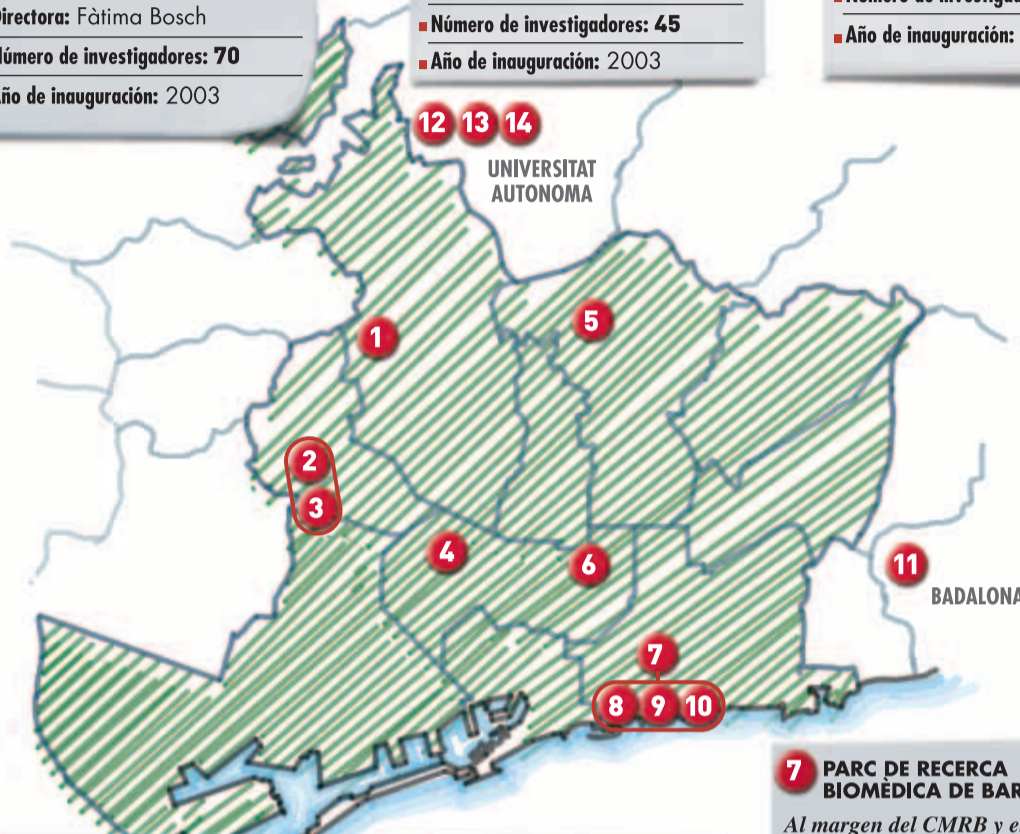 Directora: Fàtima Bosch
Número de investigadores: 70
Año de inauguración: 2003
Número de investigadores: 45
Año de inauguración: 2003
Año de inauguración:
12 13 14
UNIVERSITAT
AUTONOMA
5
1
2
3
4
6
11
BADALONA
7
8 9 10
7 PARC DE RECERCA
BIOMÈDICA DE BAR
Al margen del CMRB y e